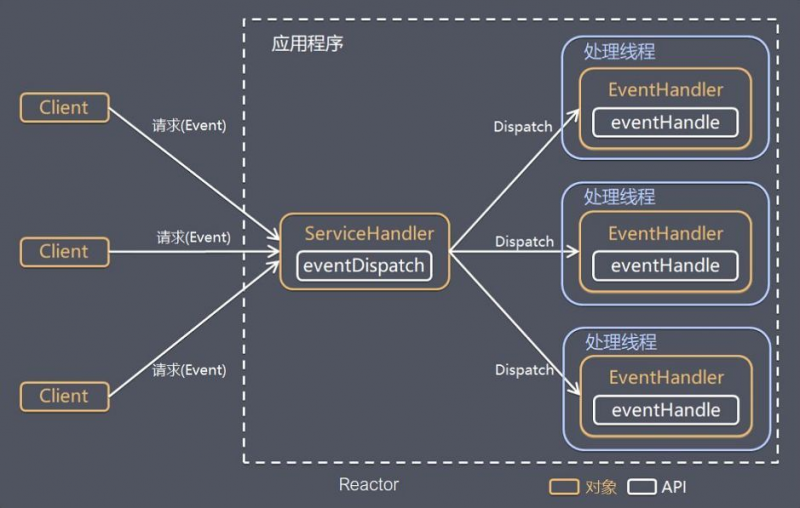 应用程序
处理线程
EventHandler
eventHandle
Client
请求(Event)
Dispatch
处理线程
EventHandler
eventHandle
Client
请求(Event)
ServiceHandler
eventDispatch
Dispatch
处理线程
EventHandler
eventHandle
Client
请求(Event)
Dispatch
Reactor
对象
API